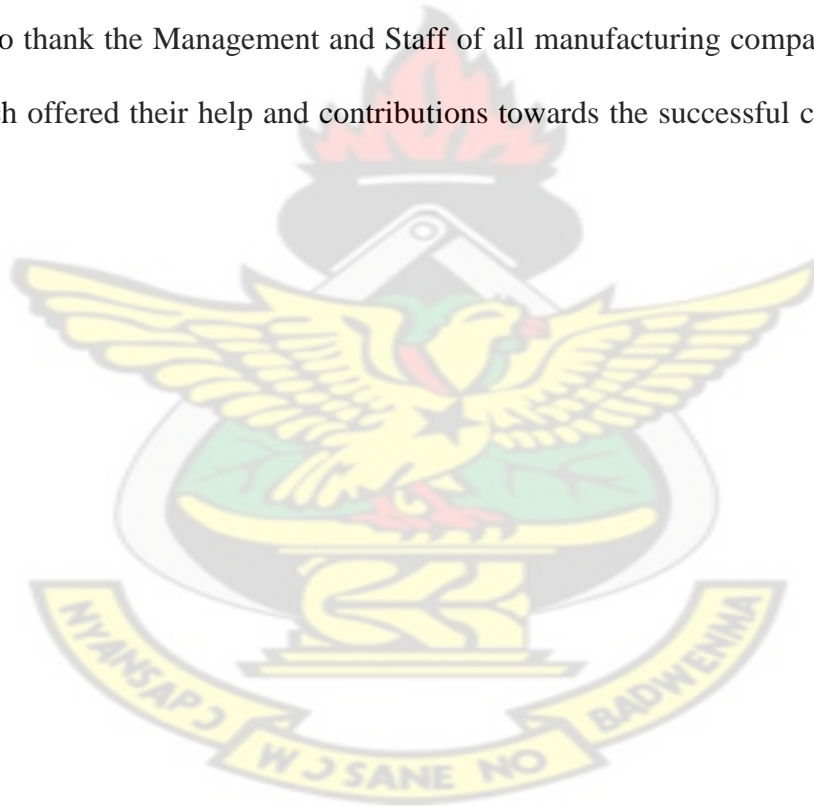 o thank the Management and Staff of all manufacturing compa
h offered their help and contributions towards the successful c
NYANSAPƆ
WƆSANE NO
BADWENMA